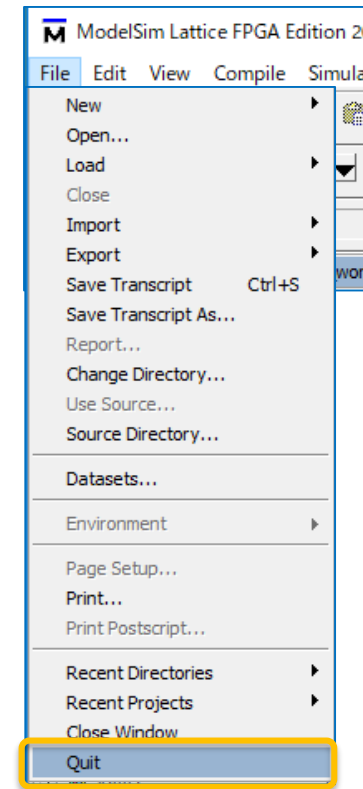 ModelSim Lattice FPGA Edition 2
File Edit View Compile Simula
New
Open...
Load
Close
Import
Export
Save Transcript Ctrl+S
Save Transcript As...
Report...
Change Directory...
Use Source...
Source Directory...
Datasets...
Environment
Page Setup...
Print...
Print Postscript...
Recent Directories
Recent Projects
Close Window
Quit